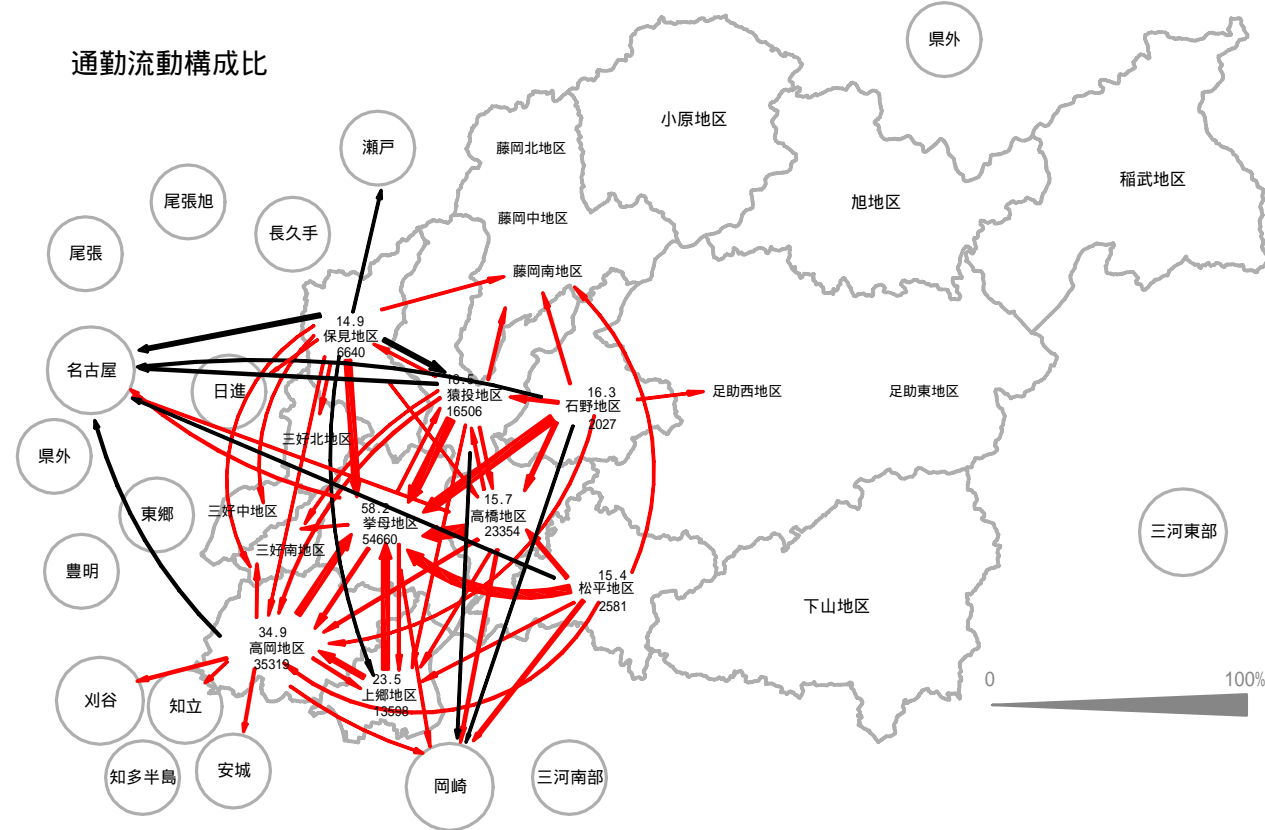 通勤流動構成比
県外
瀬戸
小原地区
藤岡北地区
稲武地区
尾張旭
旭地区
藤岡中地区
長久手
尾張
藤岡南地区
14.9
保見地区
6640
名古屋
日進
猿投地区
16506
16.3
石野地区
2027
足助西地区
足助東地区
三好北地区
県外
15.7
高橋地区
23354
58.2
挙母地区
54660
東郷
三好中地区
三好南地区
三河東部
豊明
15.4
松平地区
2581
下山地区
34.9
高岡地区
35319
23.5
上郷地区
13598
0
100%
刈谷
知立
安城
知多半島
岡崎
三河南部